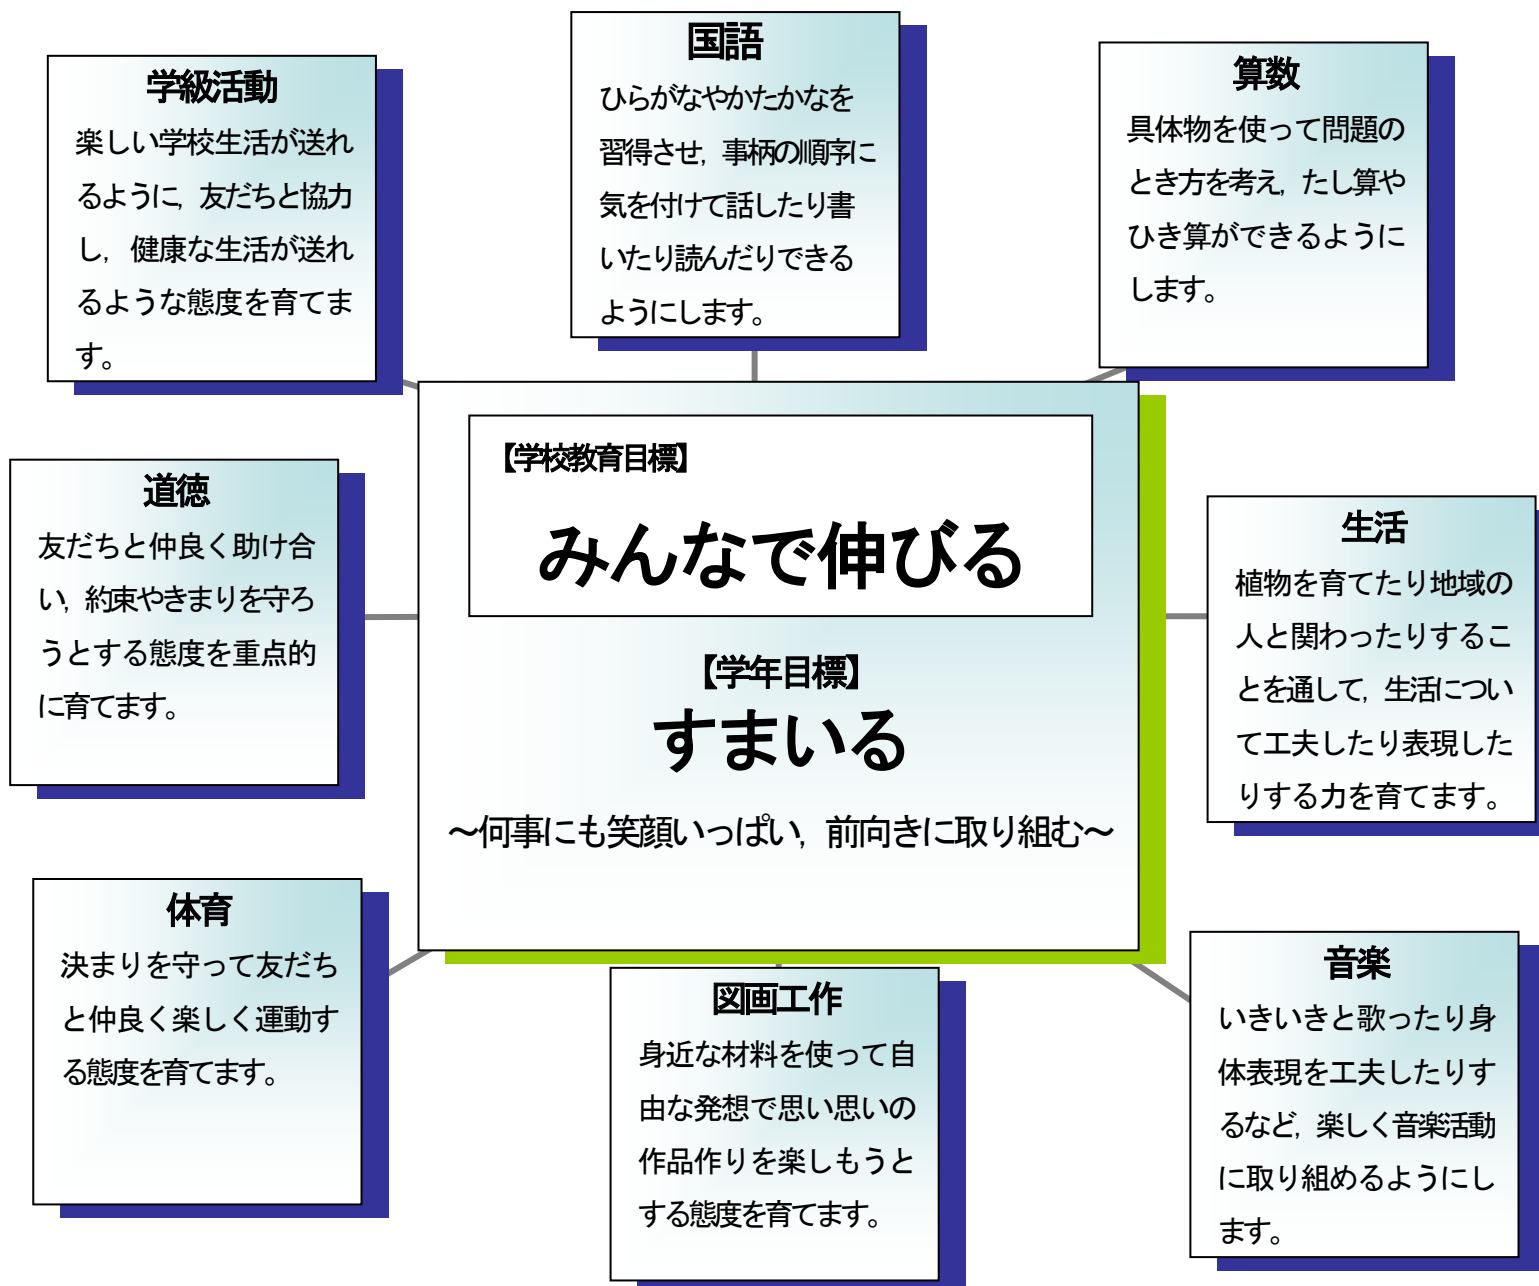 学級活動
楽しい学校生活が送れ
るように，友だちと協力
し，健康な生活が送れ
るような態度を育てま
す。
国語
ひらがなやかたかなを
習得させ，事柄の順序に
気を付けて話したり書
いたり読んだりできる
ようにします。
算数
具体物を使って問題の
とき方を考え，たし算や
ひき算ができるように
します。
道徳
友だちと仲良く助け合
い，約束やきまりを守ろ
うとする態度を重点的
に育てます。
【学校教育目標】
みんなで伸びる
【学年目標】
すまいる
～何事にも笑顔いっぱい，前向きに取り組む～
生活
植物を育てたり地域の
人と関わったりするこ
とを通して，生活につい
て工夫したり表現した
りする力を育てます。
体育
決まりを守って友だち
と仲良く楽しく運動す
る態度を育てます。
図画工作
身近な材料を使って自
由な発想で思い思いの
作品作りを楽しもうと
する態度を育てます。
音楽
いきいきと歌ったり身
体表現を工夫したりす
るなど，楽しく音楽活動
に取り組めるようにし
ます。